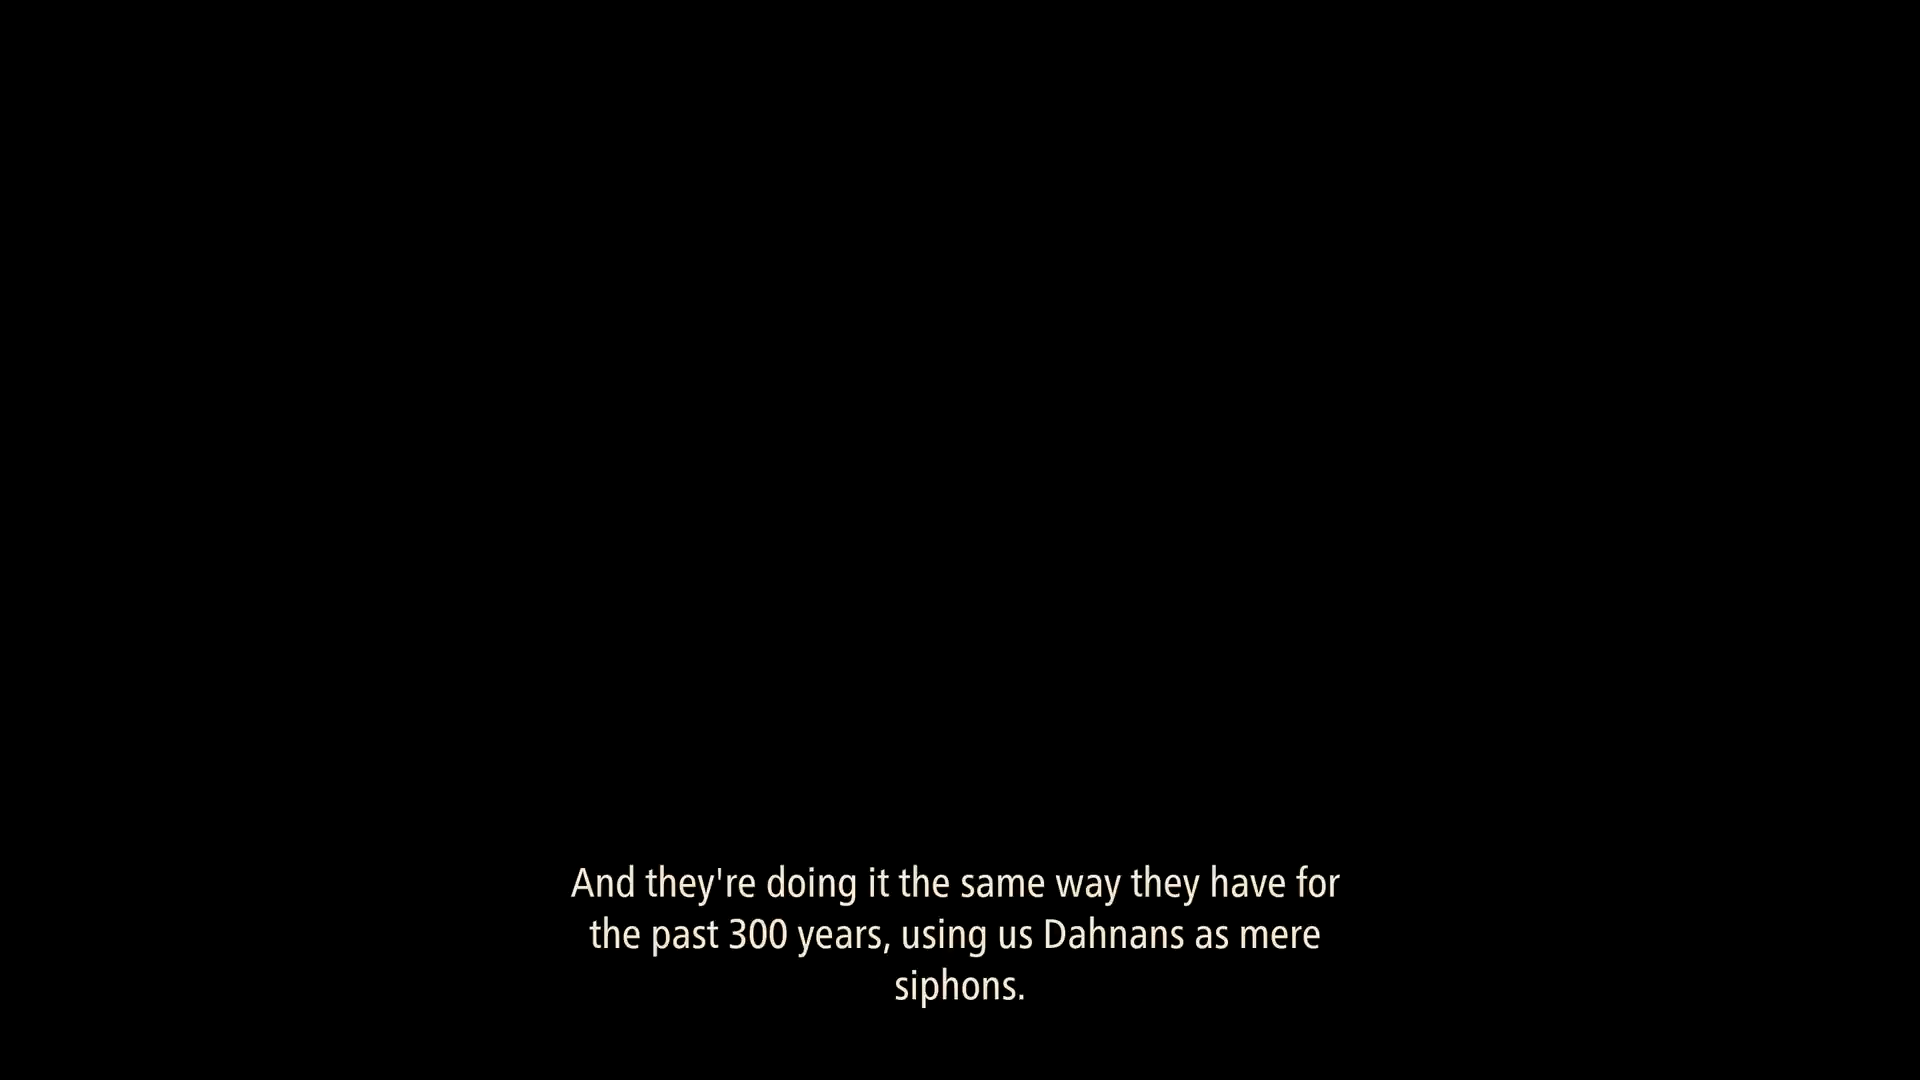 And they're doing it the same way they have for
the past 300 years, using us Dahnans as mere
siphons.